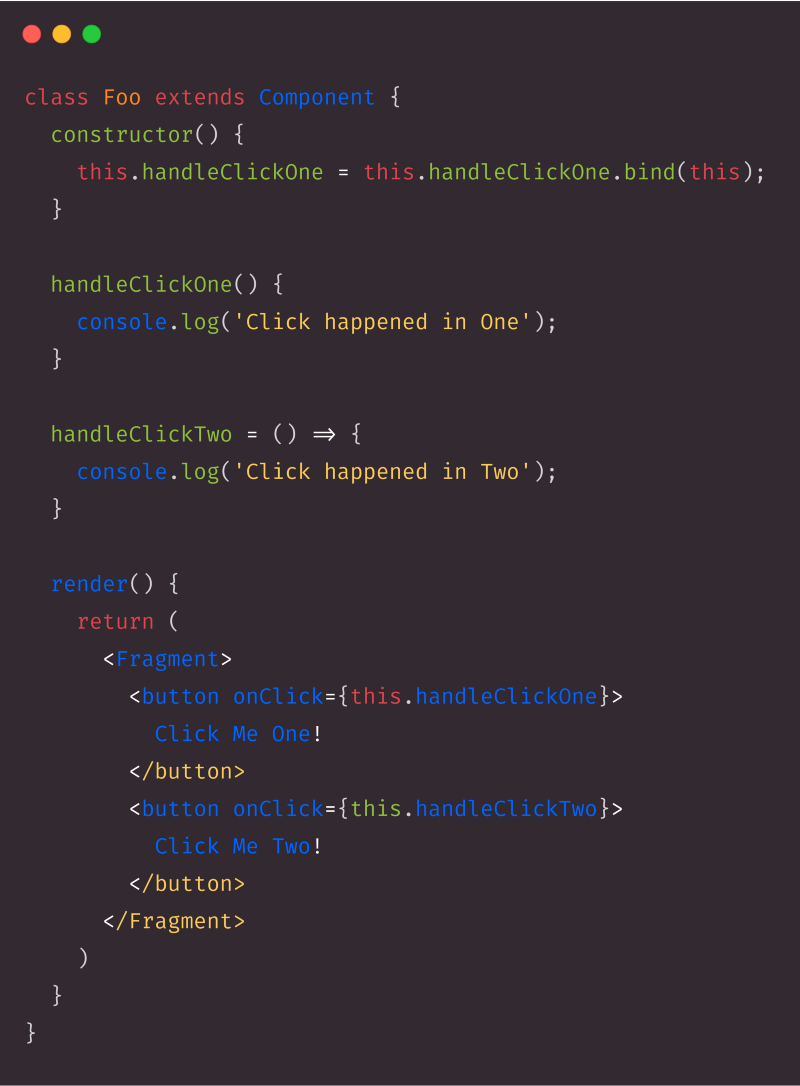 class Foo extends Component {
  constructor() {
    this.handleClickOne = this.handleClickOne.bind(this);
  }

  handleClickOne() {
    console.log('Click happened in One');
  }

  handleClickTwo = () => {
    console.log('Click happened in Two');
  }

  render() {
    return (
      <Fragment>
        <button onClick={this.handleClickOne}>
          Click Me One!
        </button>
        <button onClick={this.handleClickTwo}>
          Click Me Two!
        </button>
      </Fragment>
    )
  }
}